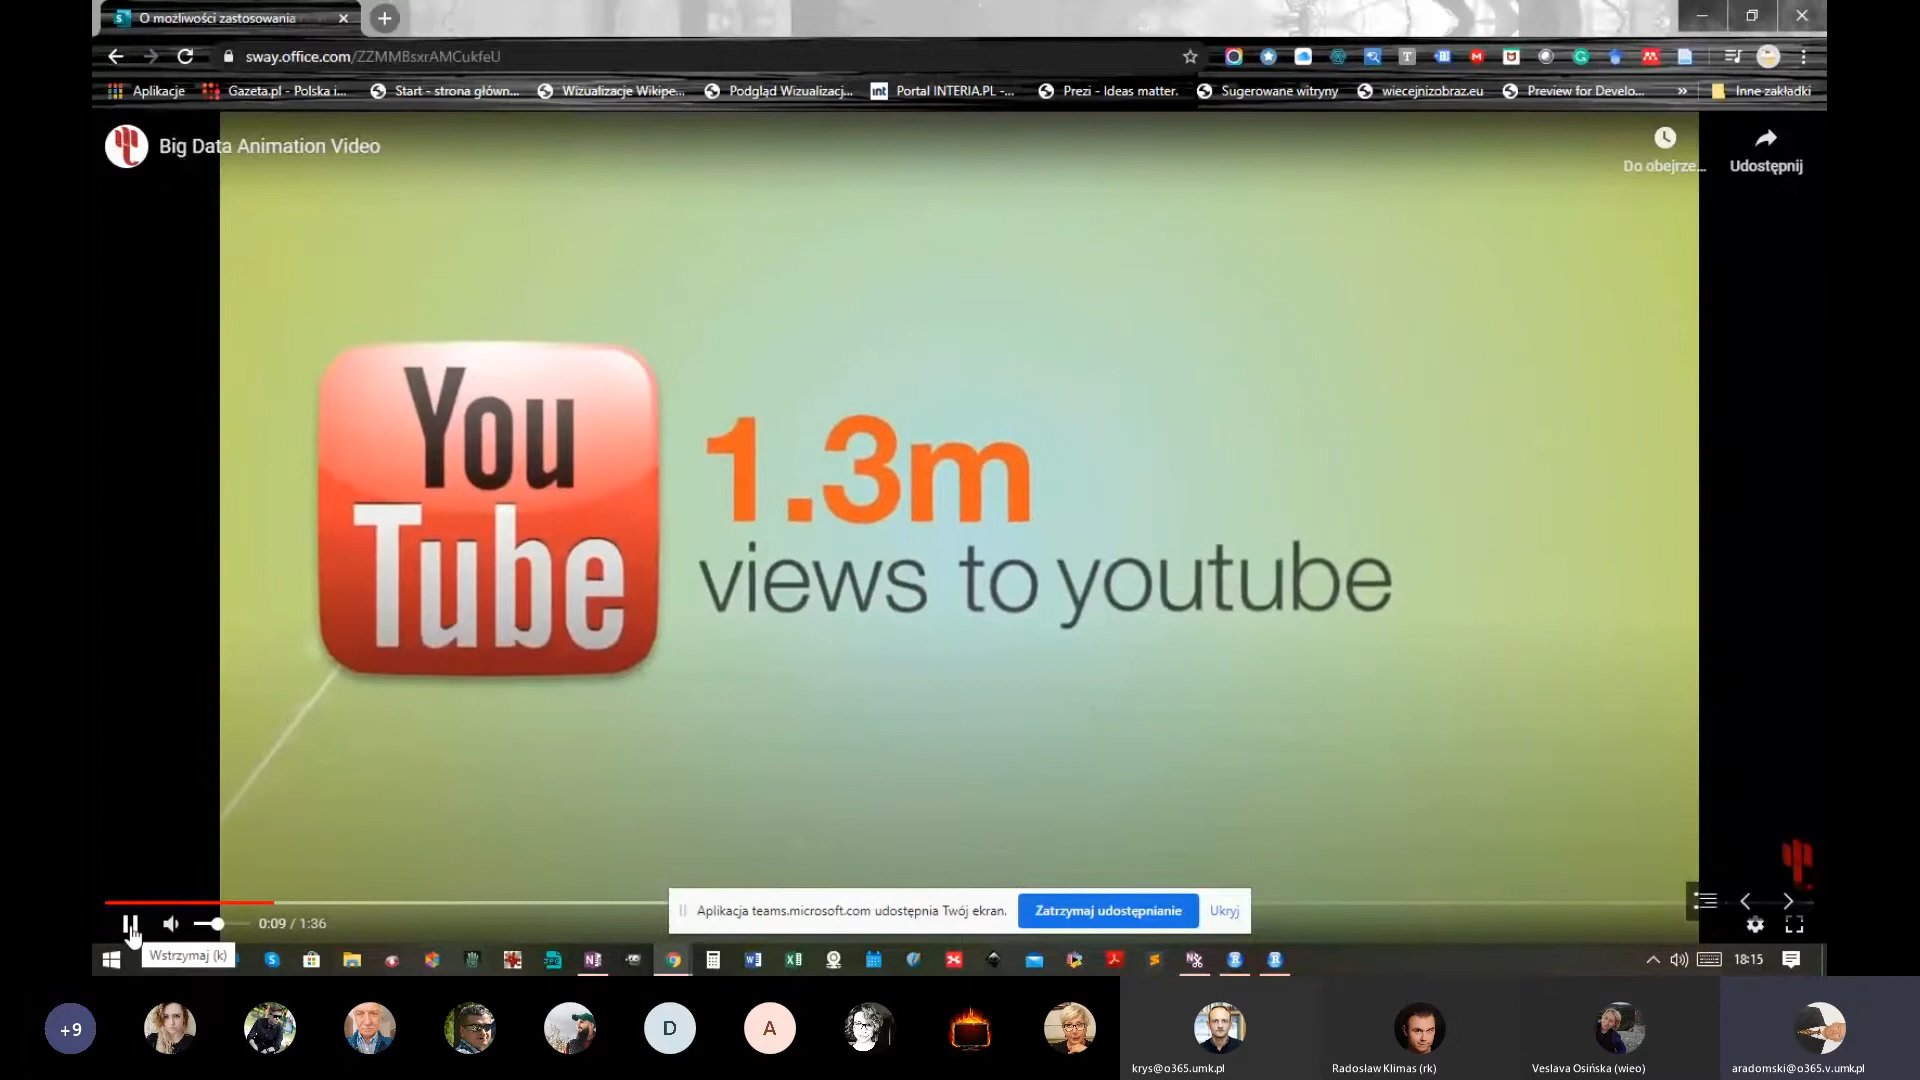 O możliwości zastosowania
sway.office.com/ZZMMBsxrAMCukfeU
Aplikacje
Gazeta.pl - Polska i...
Start - strona główn...
Wizualizacje Wikipe...
Podgląd Wizualizacj...
int
Portal INTERIA.PL -...
Prezi - Ideas matter.
Sugerowane witryny
wiecejnizobraz.eu
Preview for Develo...
»
Inne zakładki
Big Data Animation Video
Do obejrze...
Udostępnij
You
Tube
1.3m
views to youtube
Aplikacja teams.microsoft.com udostępnia Twój ekran.
Zatrzymaj udostępnianie
Ukryj
0:09 / 1:36
Wstrzymaj (k)
18:15
+9
D
A
krys@o365.umk.pl
Radosław Klimas (rk)
Veslava Osińska (wieo)
aradomski@o365.v.umk.pl